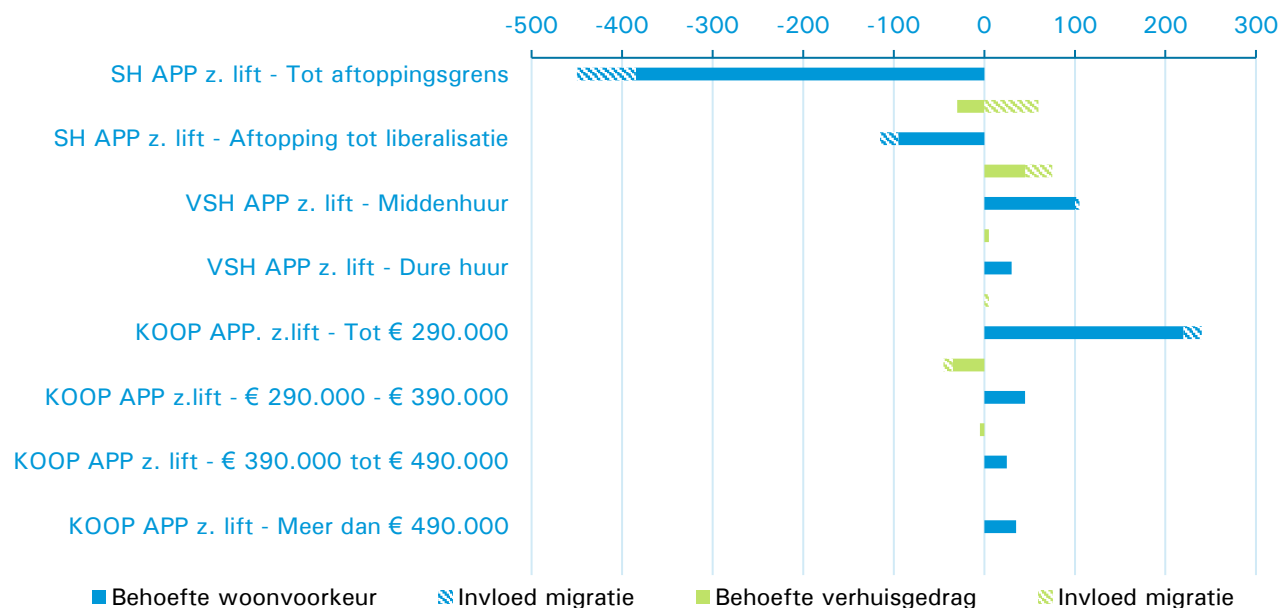 -500 -400 -300 -200 -100 0 100 200 300
SH APP z. lift - Tot aftoppingsgrens
SH APP z. lift - Aftopping tot liberalisatie
VSH APP z. lift - Middenhuur
VSH APP z. lift - Dure huur
KOOP APP. z.lift - Tot € 290.000
KOOP APP z.lift - € 290.000 - € 390.000
KOOP APP z. lift - € 390.000 tot € 490.000
KOOP APP z. lift - Meer dan € 490.000
Behoefte woonvoorkeur Invloed migratie Behoefte verhuisgedrag Invloed migratie